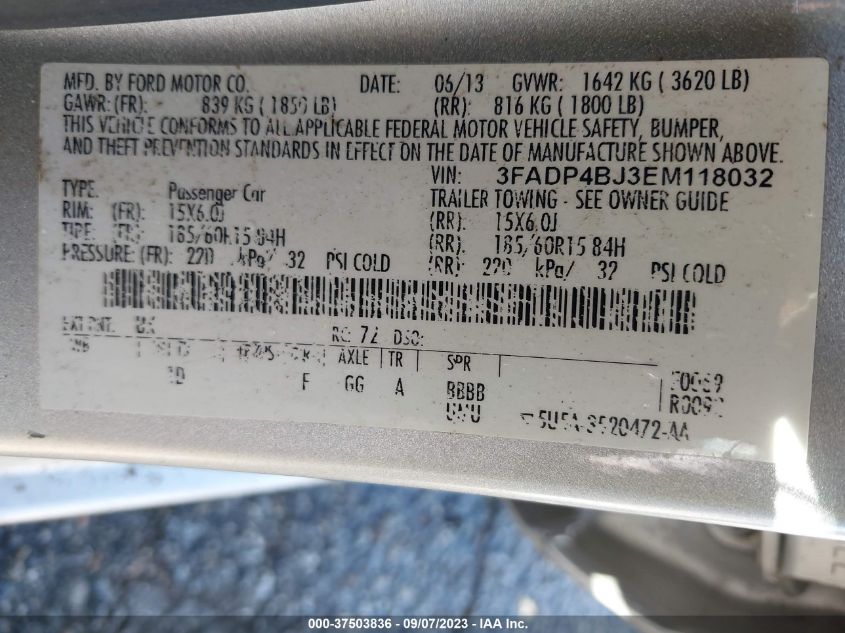 MFD. BY FORD MOTOR CO. DATE: 06/13 GVWR: 1642 KG ( 3620 LB)
GAWR:(FR): 839 KG ( 1850 LB) (RR): 816 KG ( 1800 LB)
THIS VEHICLE CONFORMS TO ALL APPLICABLE FEDERAL MOTOR VEHICLE SAFETY, BUMPER,
AND THEFT PREVENTION STANDARDS IN EFFECT ON THE DATE OF MANUFACTURE SHOWN ABOVE.
VIN: 3FADP4BJ3EM118032
TYPE: Passenger Car TRAILER TOWING - SEE OWNER GUIDE
RIM: (FR): 15X6.0J (RR): 15X6.0J
TIRE: (FR): 185/60R15 84H (RR): 185/60R15 84H
PRESSURE: (FR): 220 kPa/ 32 PSI COLD (RR): 220 kPa/ 32 PSI COLD
EXT PNT: UX RC: 72 DSO:
AXLE TR SPR
F GG A BBBB
000-37503836 - 09/07/2023 - IAA Inc.